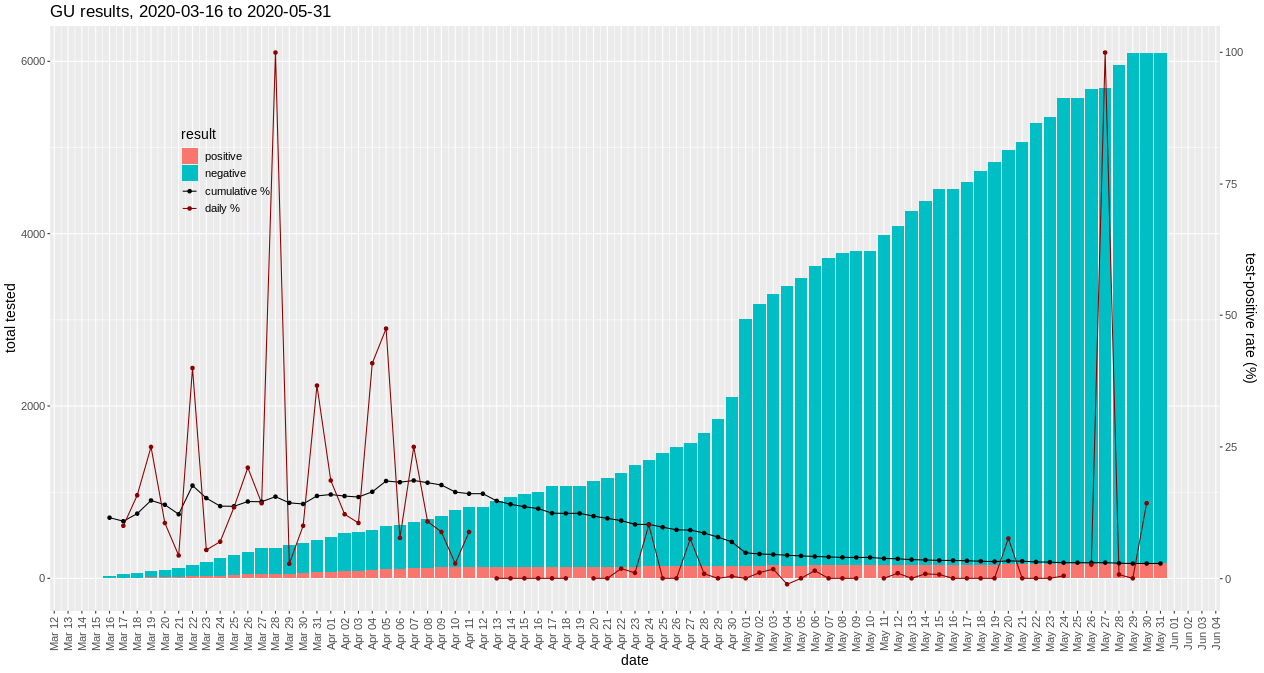 GU results, 2020-03-16 to 2020-05-31
6000
4000
2000
0
total tested
result
positive
negative
cumulative %
daily %
100
75
50
25
0
test-positive rate (%)
Mar 12
Mar 13
Mar 14
Mar 15
Mar 16
Mar 17
Mar 18
Mar 19
Mar 20
Mar 21
Mar 22
Mar 23
Mar 24
Mar 25
Mar 26
Mar 27
Mar 28
Mar 29
Mar 30
Mar 31
Apr 01
Apr 02
Apr 03
Apr 04
Apr 05
Apr 06
Apr 07
Apr 08
Apr 09
Apr 10
Apr 11
Apr 12
Apr 13
Apr 14
Apr 15
Apr 16
Apr 17
Apr 18
Apr 19
Apr 20
Apr 21
Apr 22
Apr 23
Apr 24
Apr 25
Apr 26
Apr 27
Apr 28
Apr 29
Apr 30
May 01
May 02
May 03
May 04
May 05
May 06
May 07
May 08
May 09
May 10
May 11
May 12
May 13
May 14
May 15
May 16
May 17
May 18
May 19
May 20
May 21
May 22
May 23
May 24
May 25
May 26
May 27
May 28
May 29
May 30
May 31
Jun 01
Jun 02
Jun 03
Jun 04
date